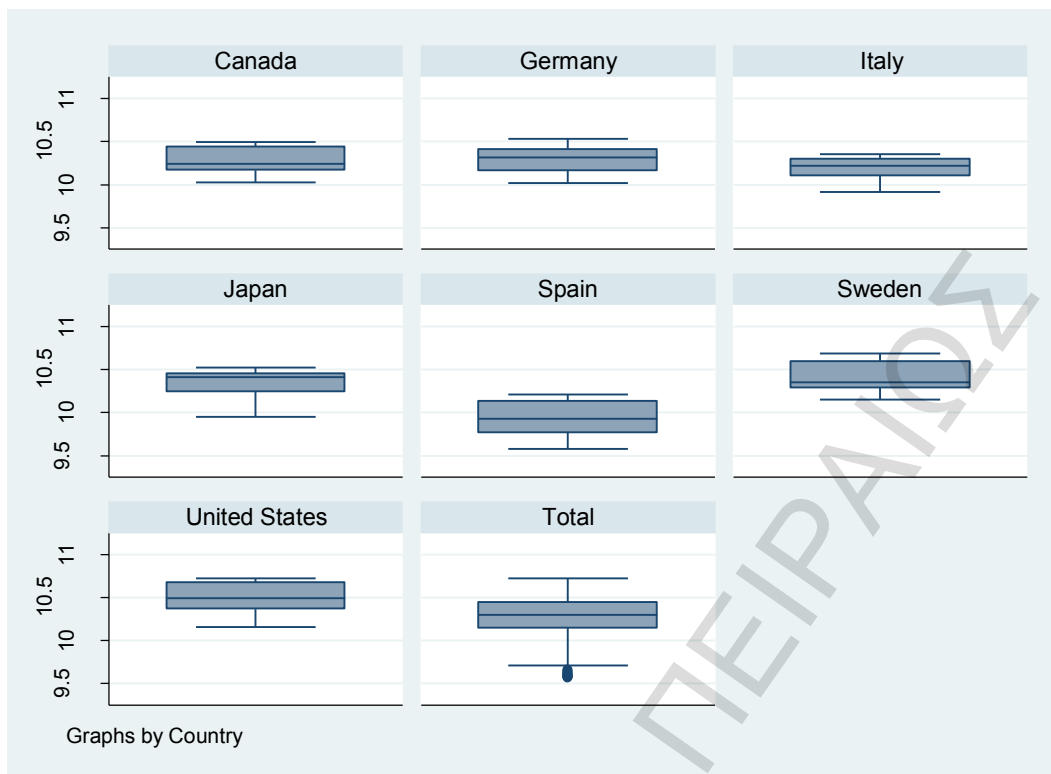 Canada Germany Italy
11
10.5
10
9.5
Japan Spain Sweden
11
10.5
10
9.5
United States Total
11
10.5
10
9.5
Graphs by Country
ΠΕΙΡΑΙΩΣ